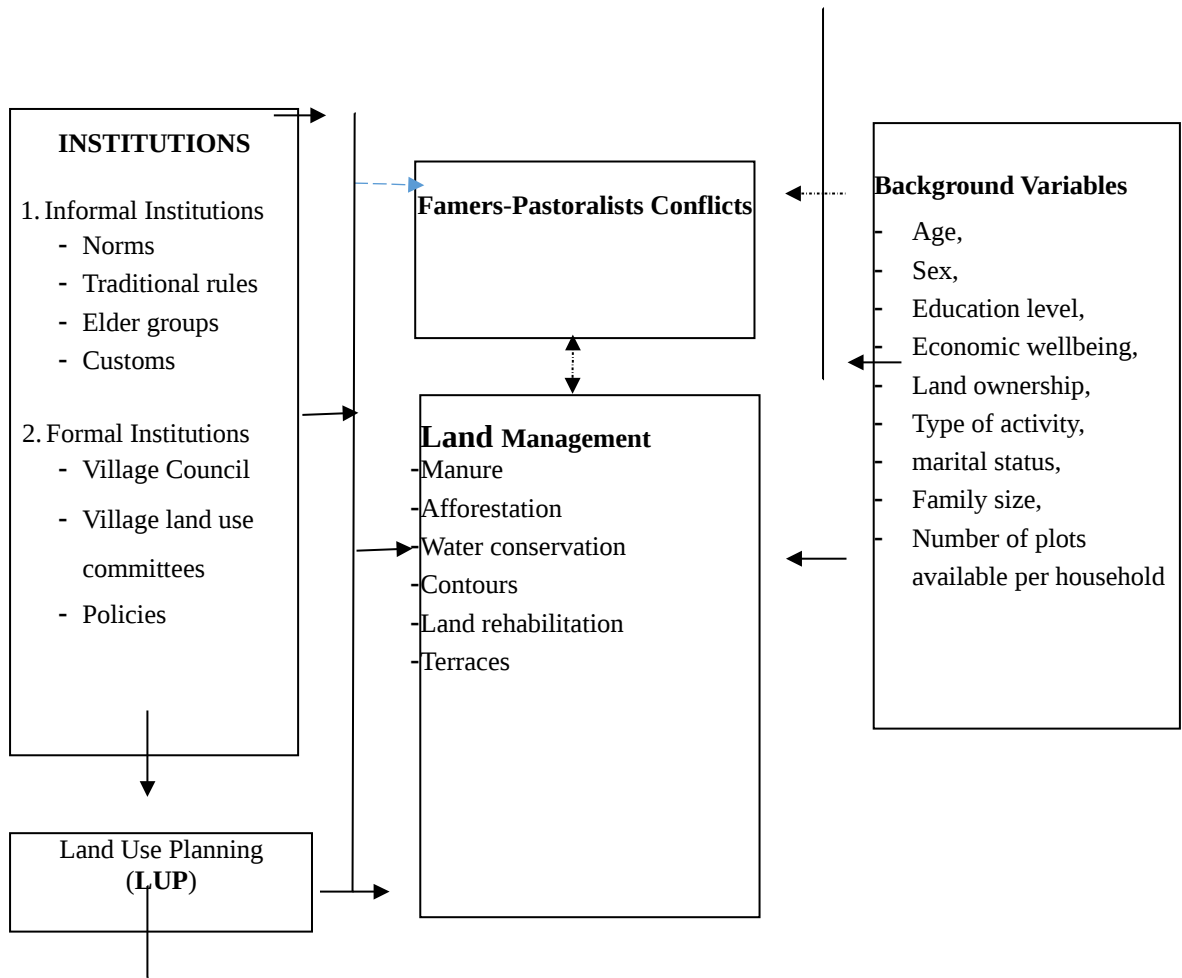 INSTITUTIONS
1. Informal Institutions
- Norms
- Traditional rules
- Elder groups
- Customs
2. Formal Institutions
- Village Council
- Village land use
committees
- Policies
Land Use Planning
(LUP)
Famers-Pastoralists Conflicts
Land Management
-Manure
-Afforestation
-Water conservation
-Contours
-Land rehabilitation
-Terraces
Background Variables
- Age,
- Sex,
- Education level,
- Economic wellbeing,
- Land ownership,
- Type of activity,
- marital status,
- Family size,
- Number of plots
available per household